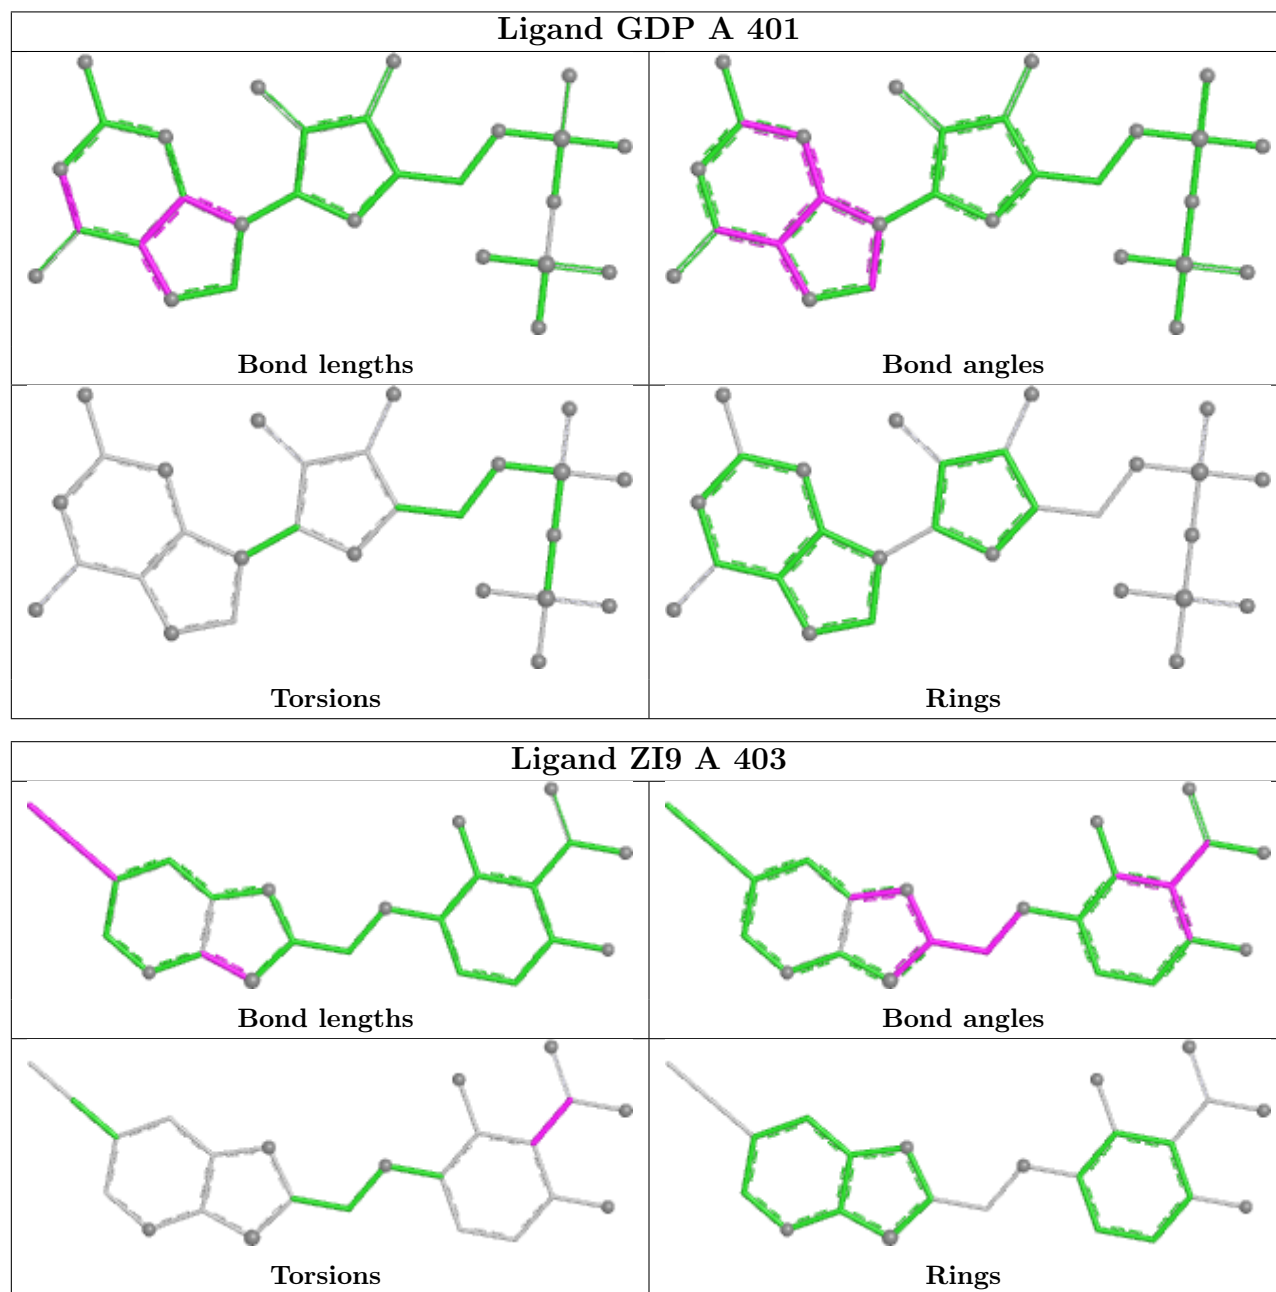 Ligand GDP A 401
Bond lengths
Bond angles
Torsions
Rings
Ligand ZI9 A 403
Bond lengths
Bond angles
Torsions
Rings